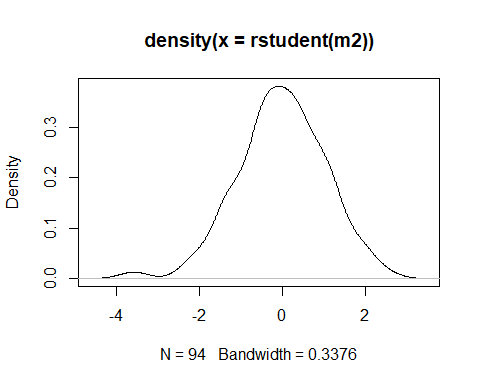 density(x = rstudent(m2))
Density
0.3
0.2
0.1
0.0
-4
-2
0
2
N = 94 Bandwidth = 0.3376